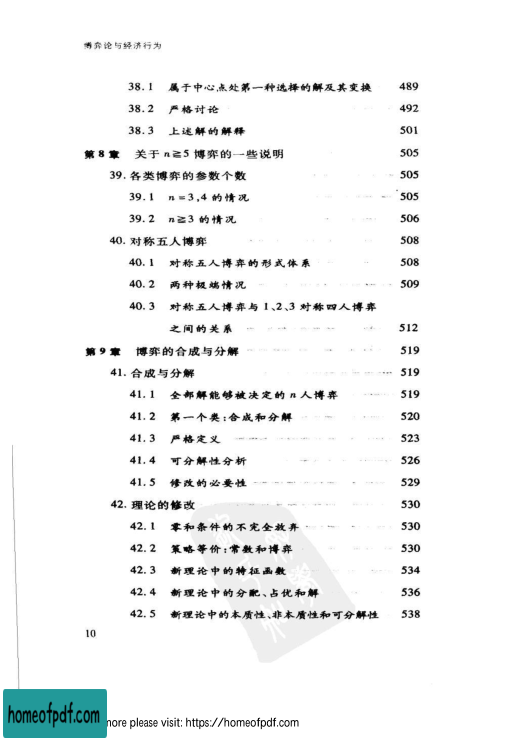 博弈论与经济行为
38.1 属于中心点处第一种选择的解及其变换 489
38.2 严格讨论 492
38.3 上述解的解释 501
第8章 关于n≧5博弈的一些说明 505
39.各类博弈的参数个数 505
39.1 n=3,4的情况 505
39.2 n≧3的情况 506
40.对称五人博弈 508
40.1 对称五人博弈的形式体系 508
40.2 两种极端情况 509
40.3 对称五人博弈与1、2、3对称四人博弈
之间的关系 512
第9章 博弈的合成与分解 519
41.合成与分解 519
41.1 全部解能够被决定的n人博弈 519
41.2 第一个类:合成和分解 520
41.3 严格定义 523
41.4 可分解性分析 526
41.5 修改的必要性 529
42.理论的修改 530
42.1 零和条件的不完全放弃 530
42.2 策略等价:常数和博弈 530
42.3 新理论中的特征函数 534
42.4 新理论中的分配、占优和解 536
42.5 新理论中的本质性、非本质性和可分解性 538
10
homeofpdf.com more please visit: https://homeofpdf.com